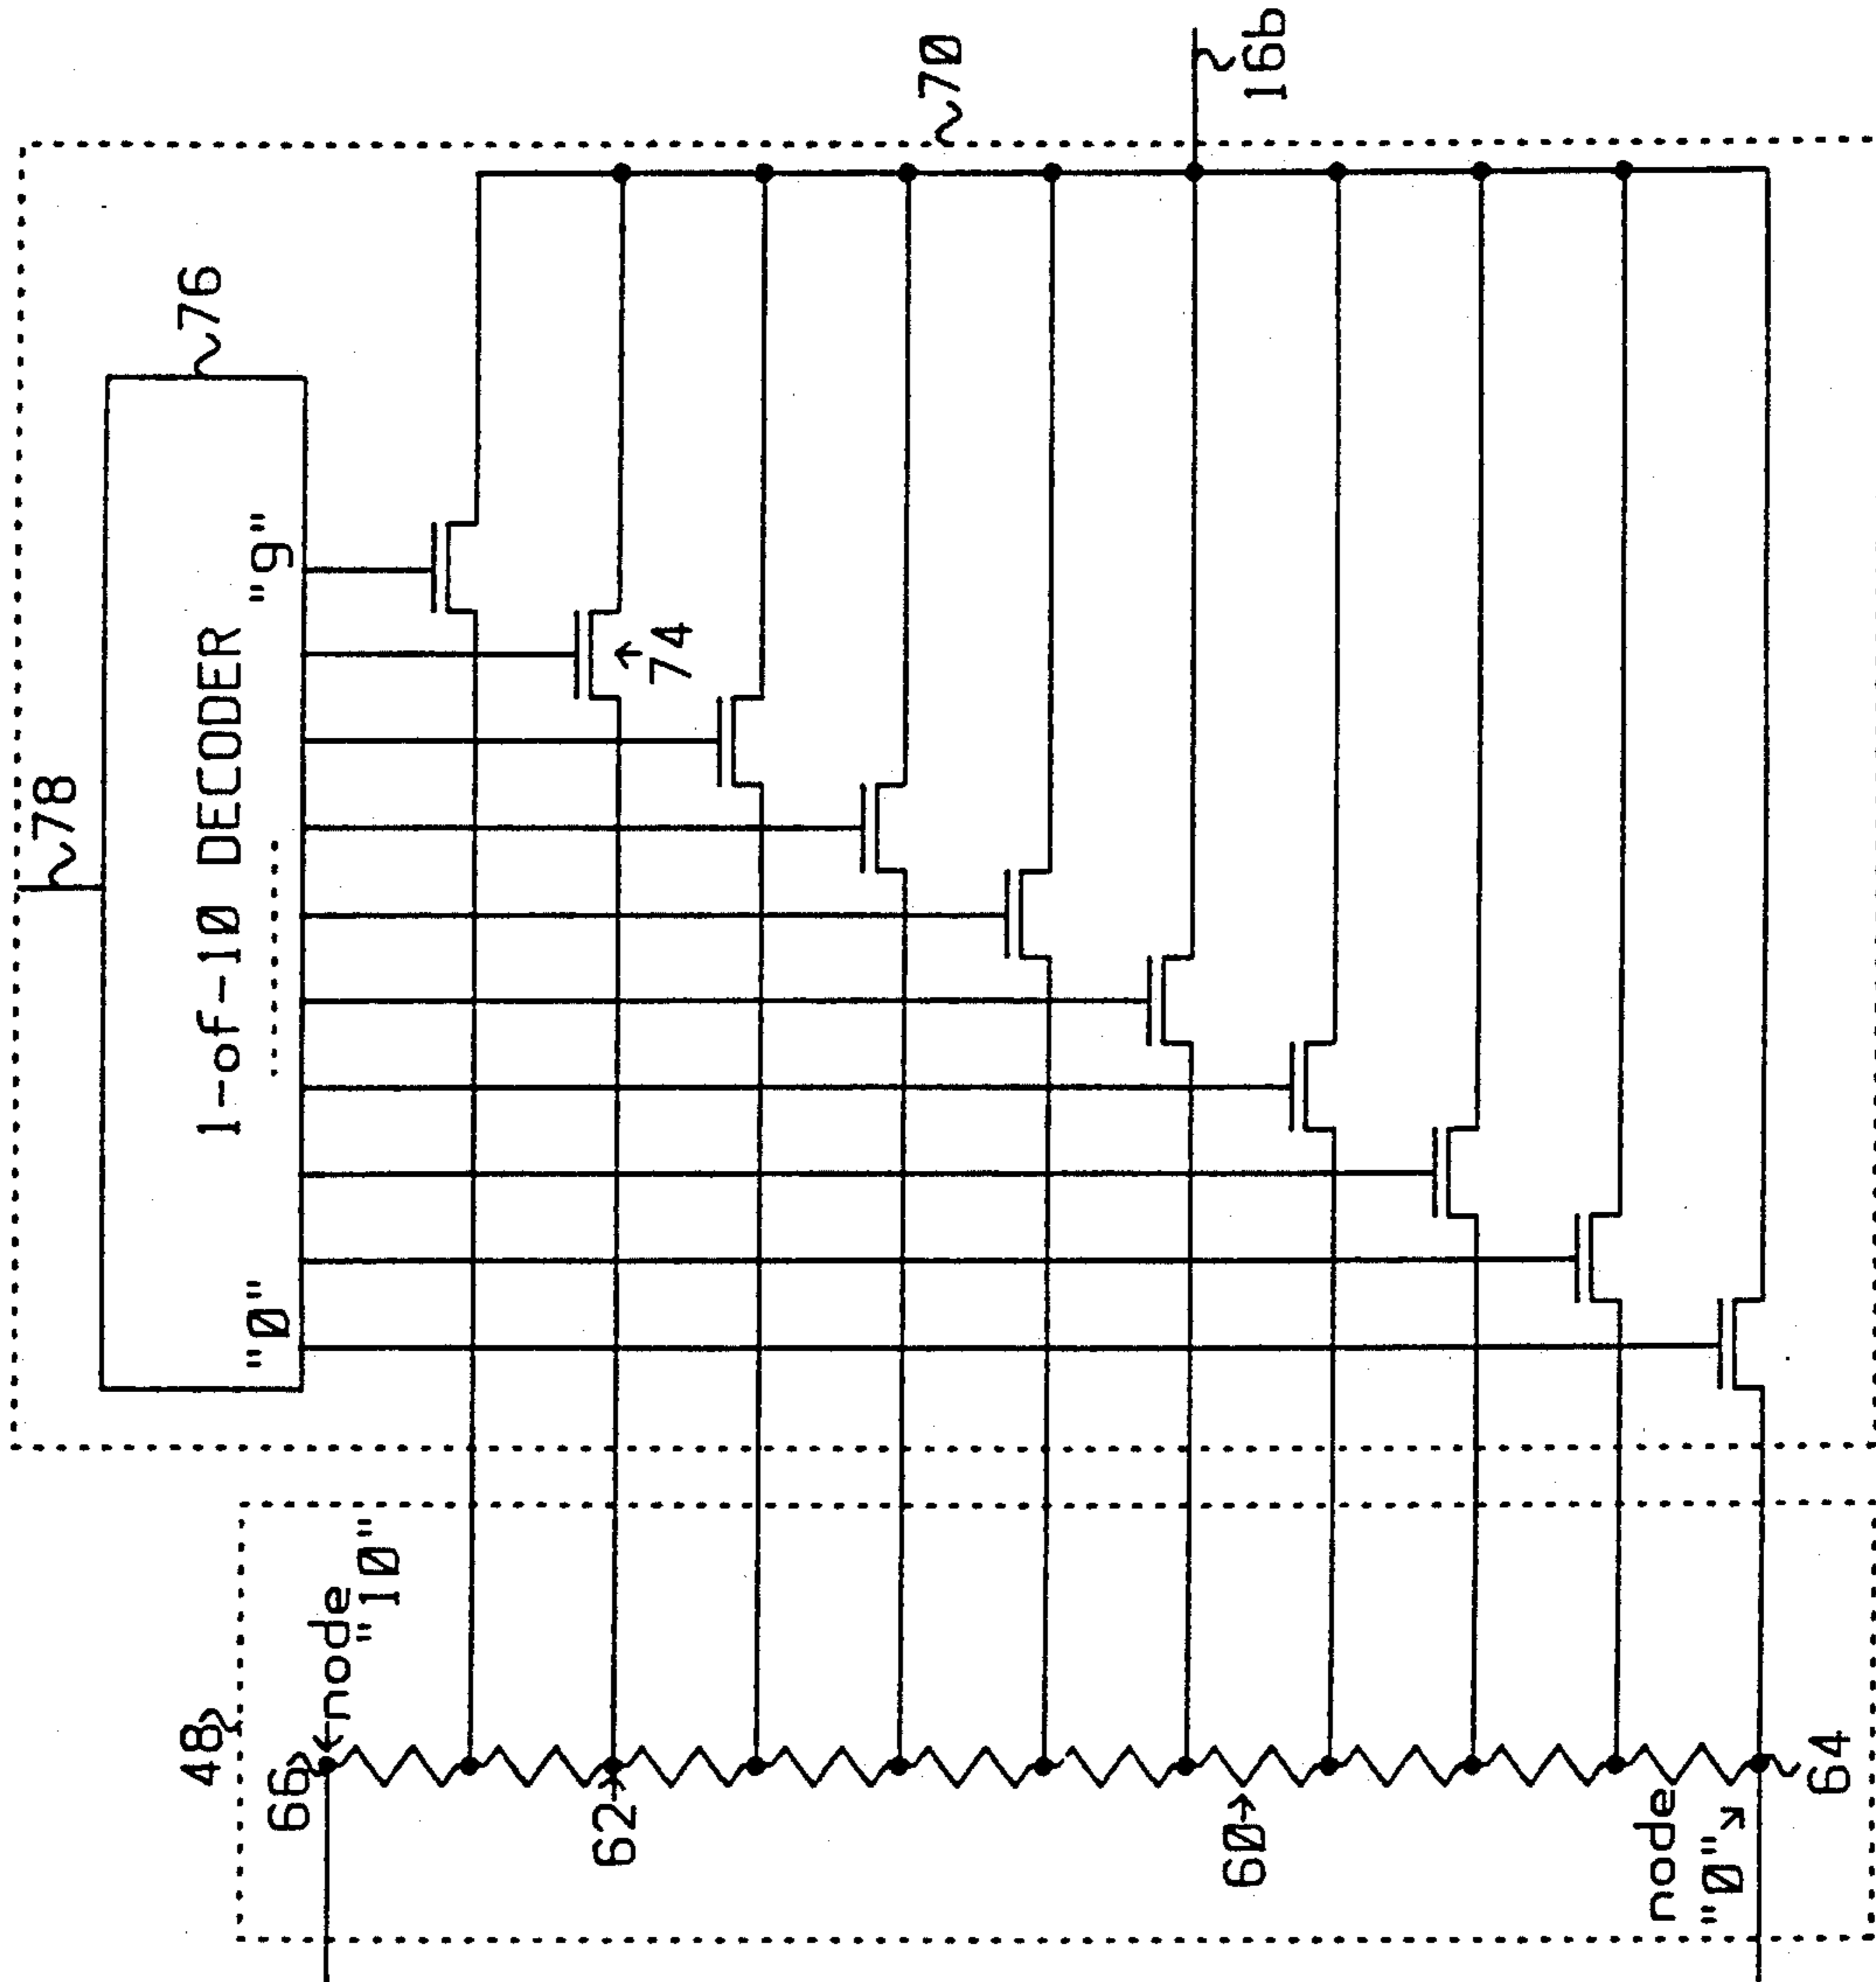 78
76
1-of-10 DECODER
"0" ........ "9"
70
74
16b
48
66
node
"10"
62
60
node
"0"
64